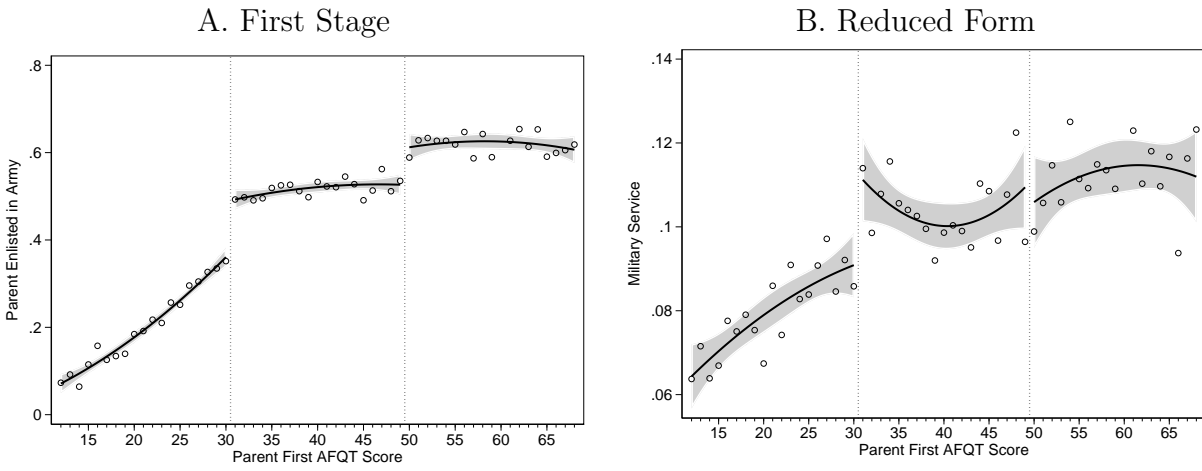 A. First Stage
.8
.6
.4
.2
0
Parent Enlisted in Army
15 20 25 30 35 40 45 50 55 60 65
Parent First AFQT Score
B. Reduced Form
.14
.12
.1
.08
.06
Military Service
15 20 25 30 35 40 45 50 55 60 65
Parent First AFQT Score